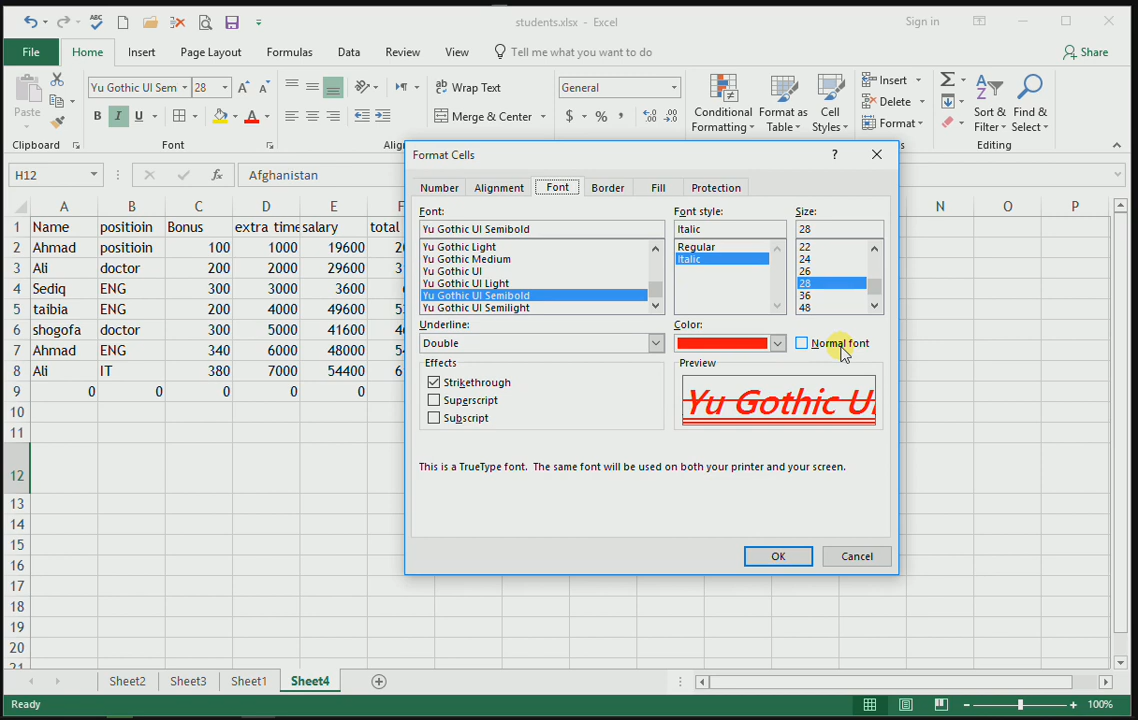 students.xlsx - Excel
Sign in
File Home Insert Page Layout Formulas Data Review View Tell me what you want to do Share
Paste
Yu Gothic UI Sem 28
B I U A
Wrap Text
Merge & Center
General
$ % ,
Conditional Formatting
Format as Table
Cell Styles
Insert
Delete
Format
Sort & Filter
Find & Select
Clipboard Font Editing
H12 fx Afghanistan
A B C D E F N O P
1 Name positioin Bonus extra time salary total
2 Ahmad positioin 100 1000 19600
3 Ali doctor 200 2000 29600
4 Sediq ENG 300 3000 3600
5 taibia ENG 200 4000 49600
6 shogofa doctor 300 5000 41600
7 Ahmad ENG 340 6000 48000
8 Ali IT 380 7000 54400
9 0 0 0 0 0
10
11
12
13
14
15
16
17
18
19
20
21
Format Cells ?
Number Alignment Font Border Fill Protection
Font: Font style: Size:
Yu Gothic UI Semibold Italic 28
Yu Gothic Light Regular 22
Yu Gothic Medium Italic 24
Yu Gothic UI 26
Yu Gothic UI Light 28
Yu Gothic UI Semibold 36
Yu Gothic UI Semilight 48
Underline: Color:
Double Normal font
Effects Preview
Strikethrough
Superscript
Subscript
Yu Gothic UI
This is a TrueType font. The same font will be used on both your printer and your screen.
OK Cancel
Sheet2 Sheet3 Sheet1 Sheet4
Ready 100%